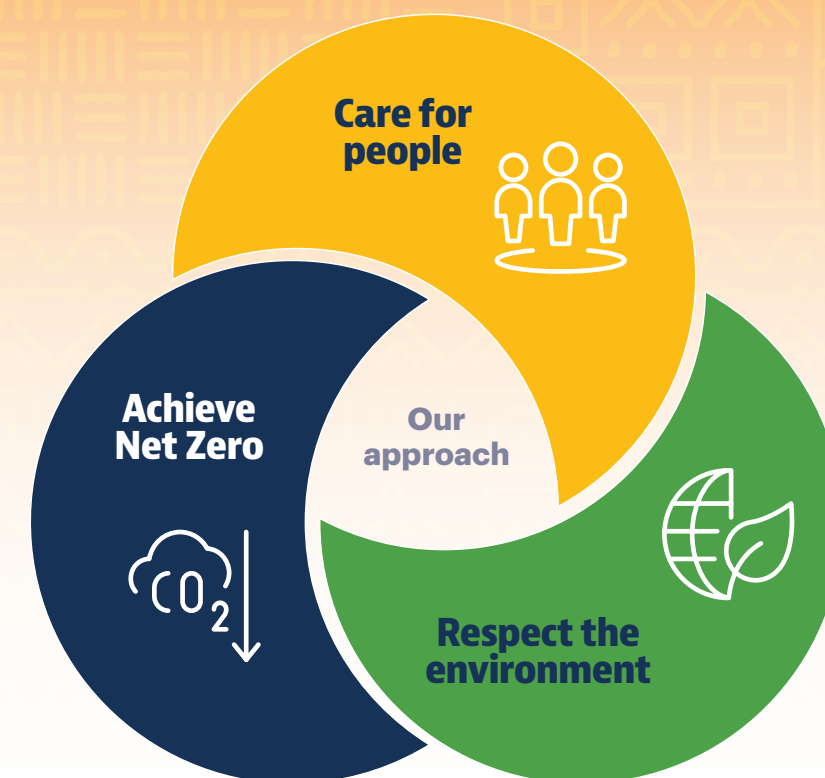 Care for
people
Achieve
Net Zero
Our
approach
CO2
Respect the
environment